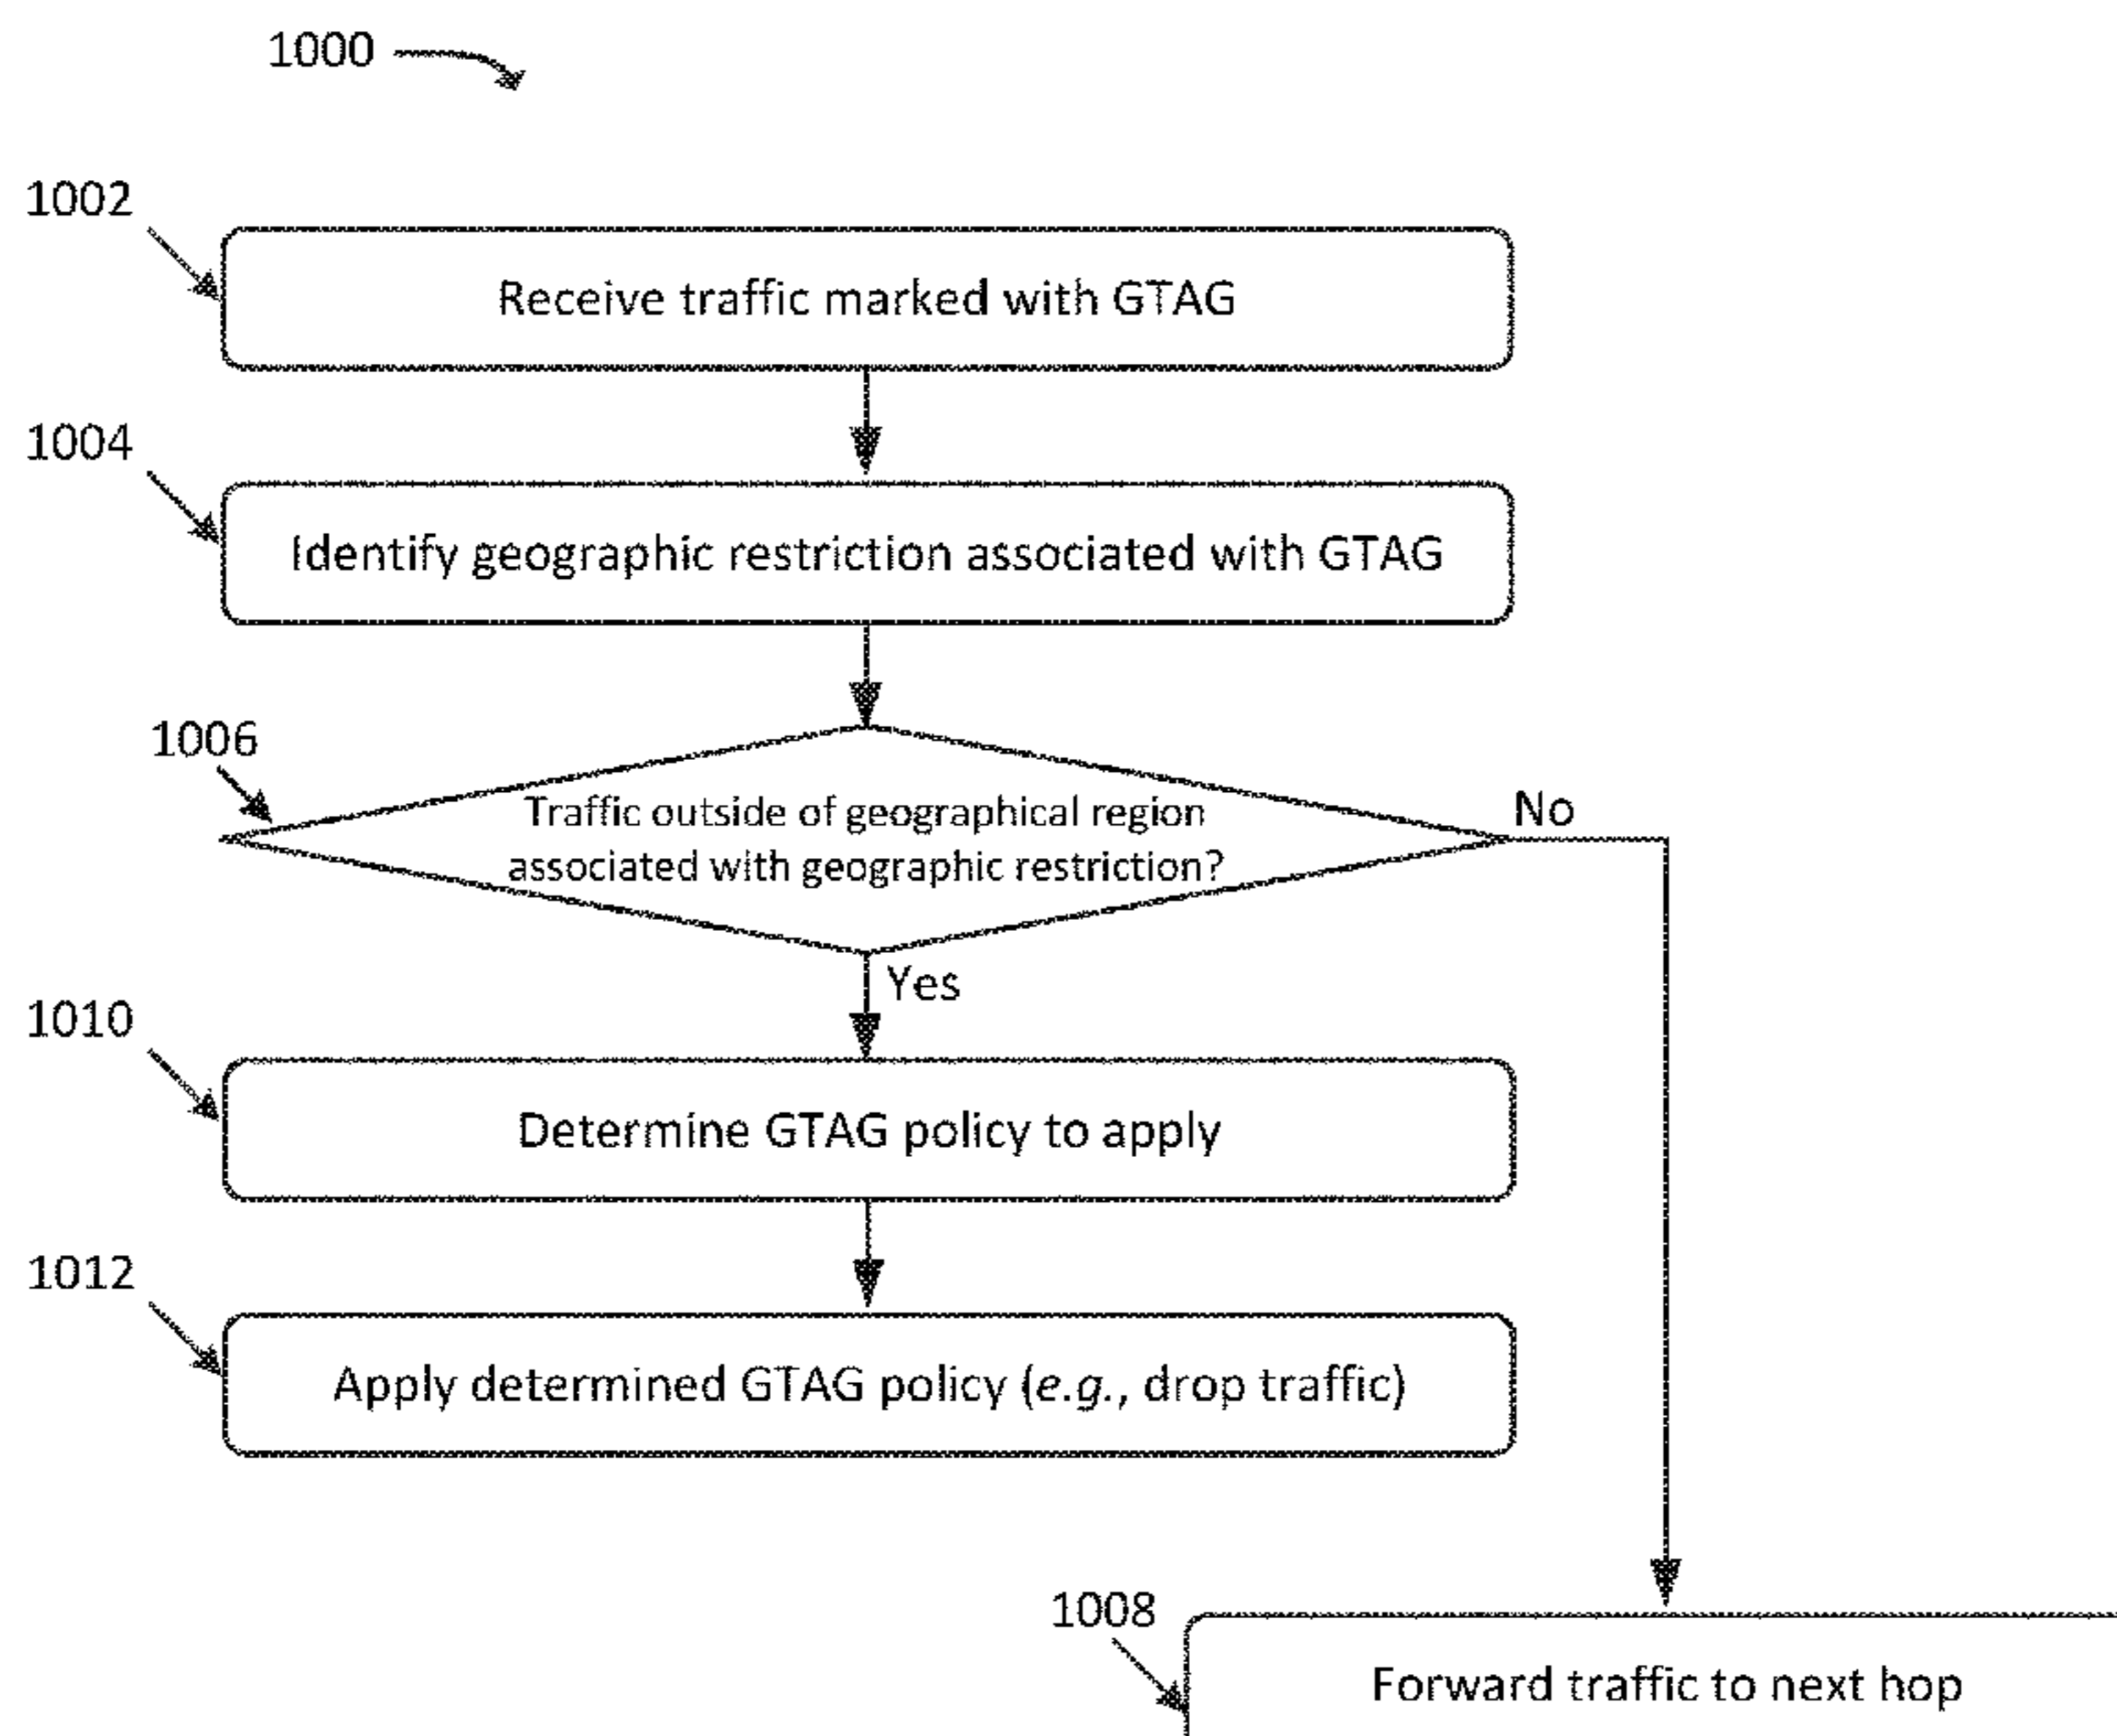 1000
1002
Receive traffic marked with GTAG
1004
Identify geographic restriction associated with GTAG
1006
Traffic outside of geographical region
associated with geographic restriction?
No
Yes
1010
Determine GTAG policy to apply
1012
Apply determined GTAG policy (e.g., drop traffic)
1008
Forward traffic to next hop